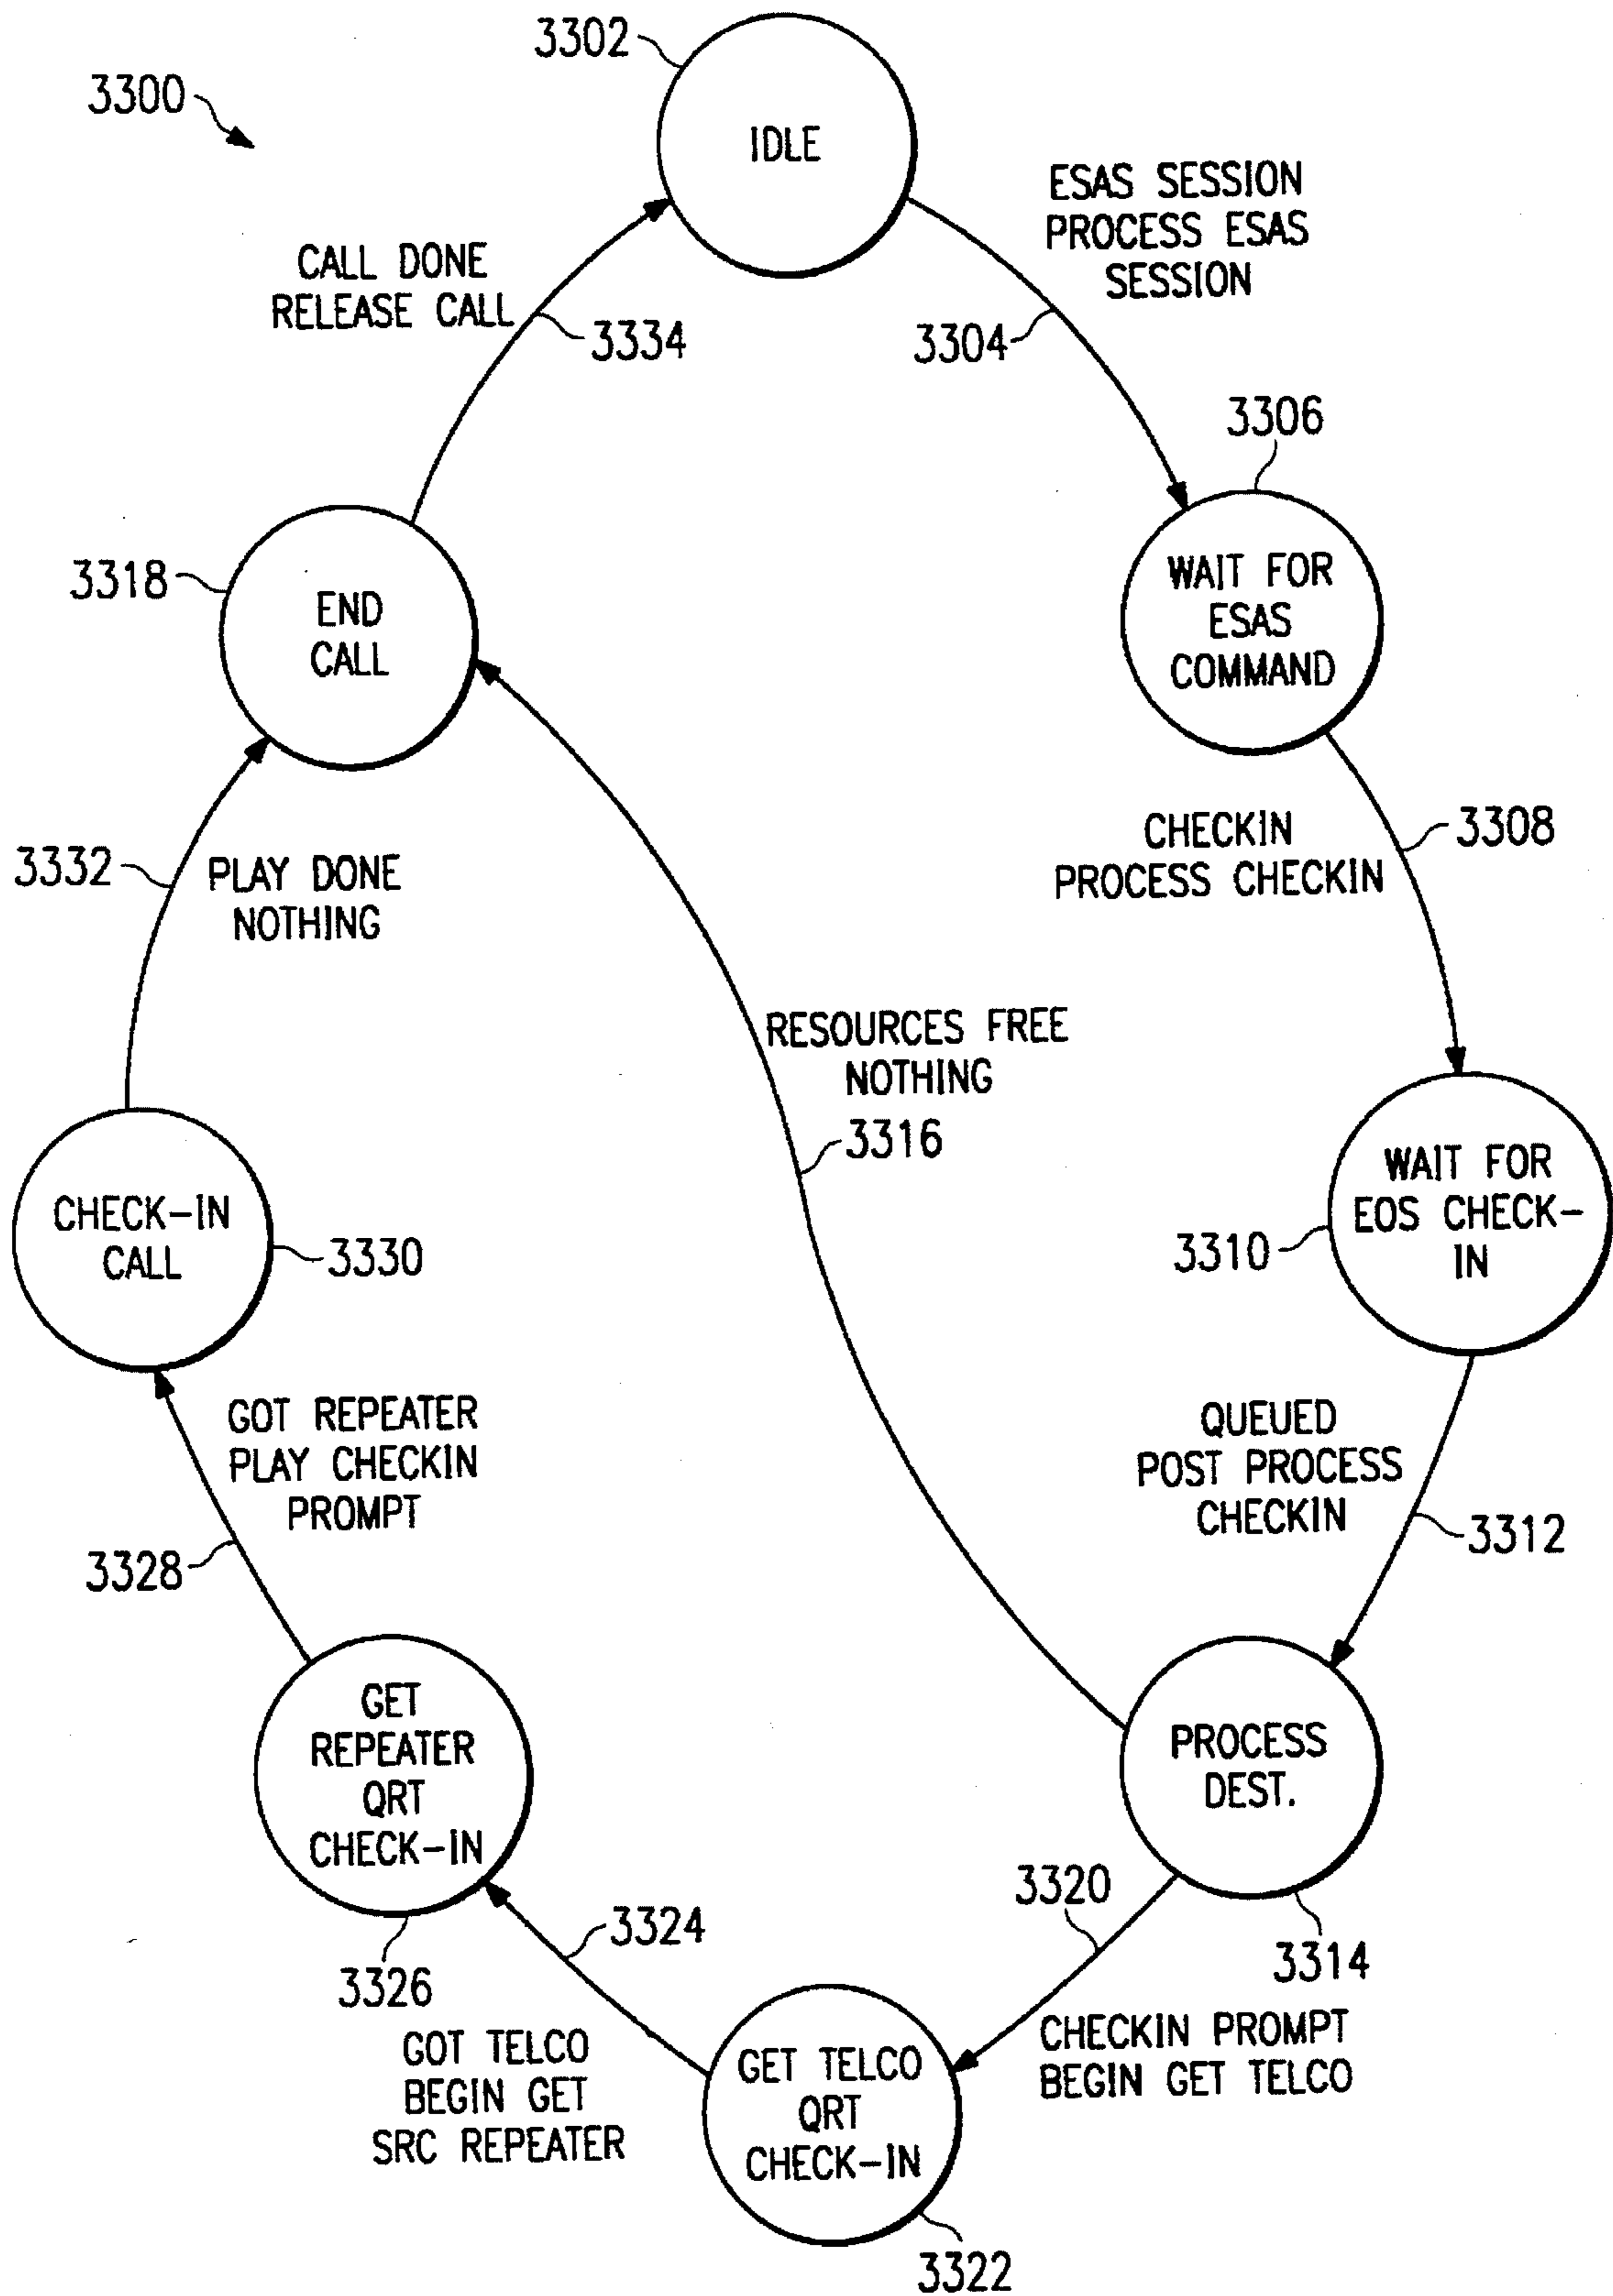 3302
3300
IDLE
ESAS SESSION
PROCESS ESAS
SESSION
CALL DONE
RELEASE CALL
3334
3304
3306
3318
END
CALL
WAIT FOR
ESAS
COMMAND
CHECKIN
PROCESS CHECKIN
3308
3332
PLAY DONE
NOTHING
RESOURCES FREE
NOTHING
3316
CHECK-IN
CALL
3330
WAIT FOR
EOS CHECK-
IN
3310
GOT REPEATER
PLAY CHECKIN
PROMPT
3328
QUEUED
POST PROCESS
CHECKIN
3312
GET
REPEATER
QRT
CHECK-IN
3326
PROCESS
DEST.
3314
3320
3324
CHECKIN PROMPT
BEGIN GET TELCO
GOT TELCO
BEGIN GET
SRC REPEATER
GET TELCO
QRT
CHECK-IN
3322